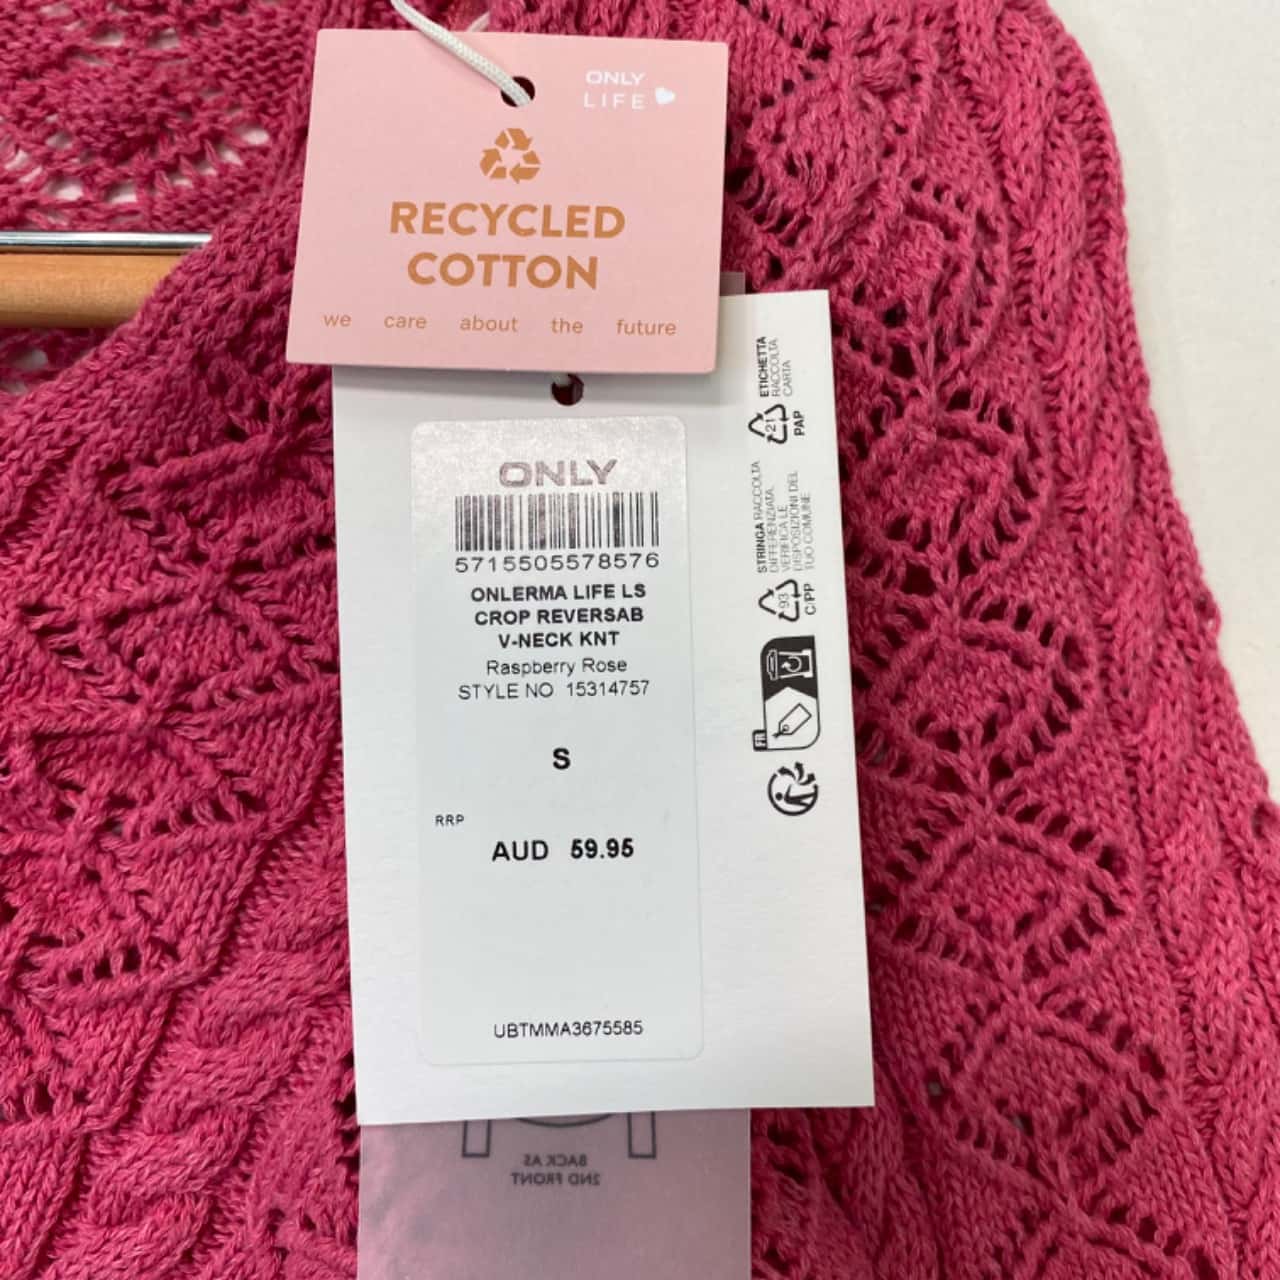 ONLY
LIFE
RECYCLED
COTTON
we care about the future
ONLY
5715505578576
ONLERMA LIFE LS
CROP REVERSAB
V-NECK KNT
Raspberry Rose
STYLE NO 15314757
S
RRP
AUD 59.95
UBTMMA3675585
ETICHETTA
RACCOLTA
CARTA
21
PAP
STRINGA RACCOLTA
DIFFERENZIATA.
VERIFICA LE
DISPOSIZIONI DEL
TUO COMUNE
93
C/PP
FR
BACK AS
2ND FRONT